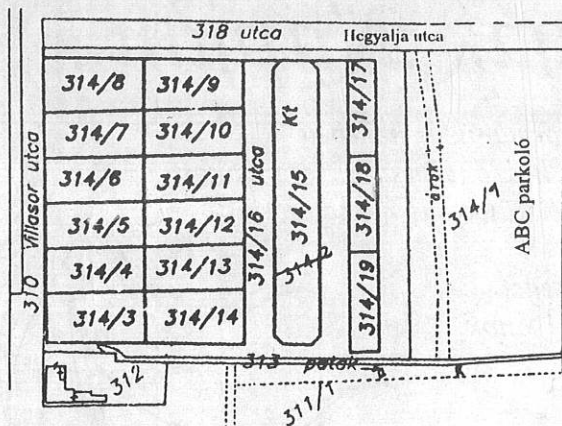 318 utca
Hegyalja utca
314/8
314/9
314/7
314/10
314/6
314/11
314/5
314/12
314/4
314/13
314/3
314/14
310 Villasor utca
314/16 utca
Kt
314/15
314/2
314/17
314/18
314/19
árok
314/1
ABC parkoló
313 patak
312
311/1